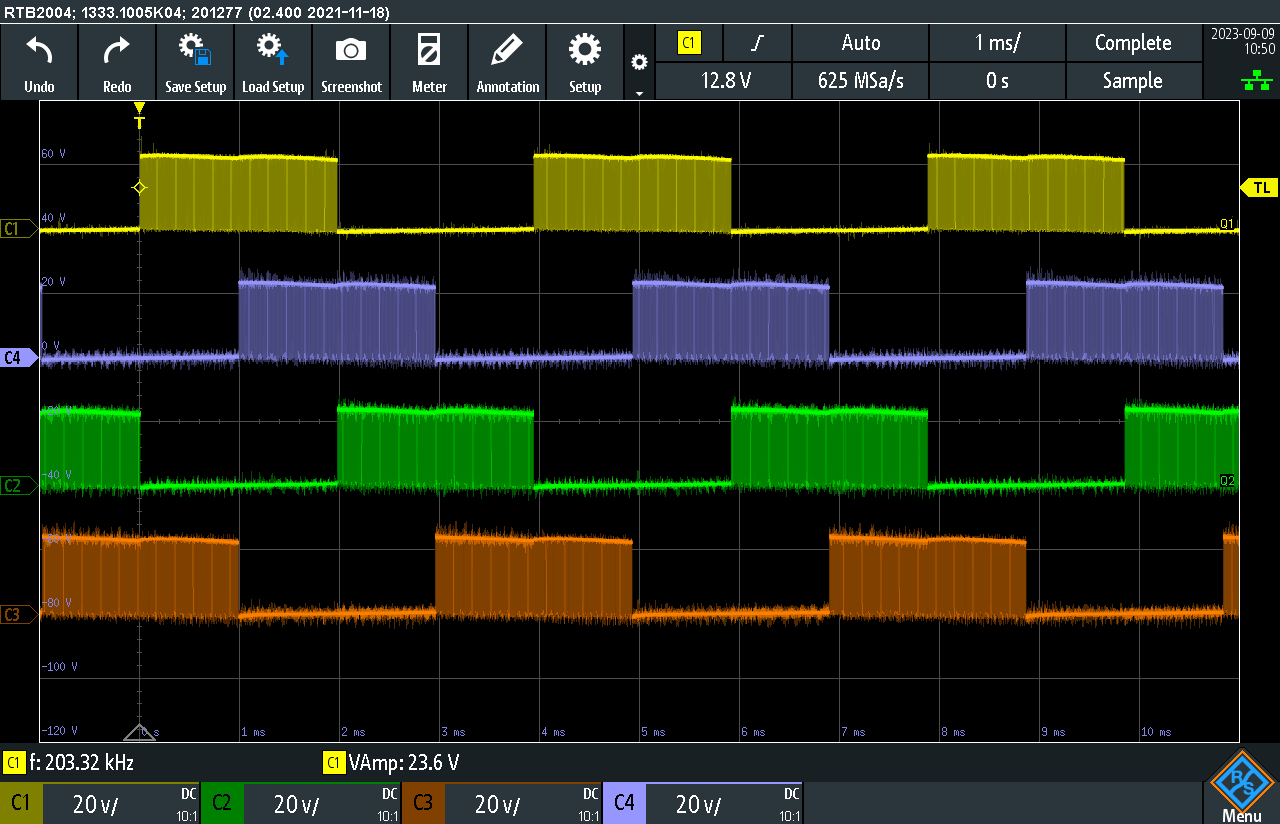 RTB2004; 1333.1005K04; 201277 (02.400 2021-11-18)
Undo
Redo
Save Setup
Load Setup
Screenshot
Meter
Annotation
Setup
C1
Auto
1 ms/
Complete
12.8 V
625 MSa/s
0 s
Sample
2023-09-09
10:50
T
60 V
TL
40 V
C1
Q1
20 V
0 V
C4
-20 V
-40 V
C2
Q2
-60 V
-80 V
C3
-100 V
-120 V
0 s
1 ms
2 ms
3 ms
4 ms
5 ms
6 ms
7 ms
8 ms
9 ms
10 ms
C1 f: 203.32 kHz
C1 VAmp: 23.6 V
C1 20 V/ DC 10:1
C2 20 V/ DC 10:1
C3 20 V/ DC 10:1
C4 20 V/ DC 10:1
R S
Menu